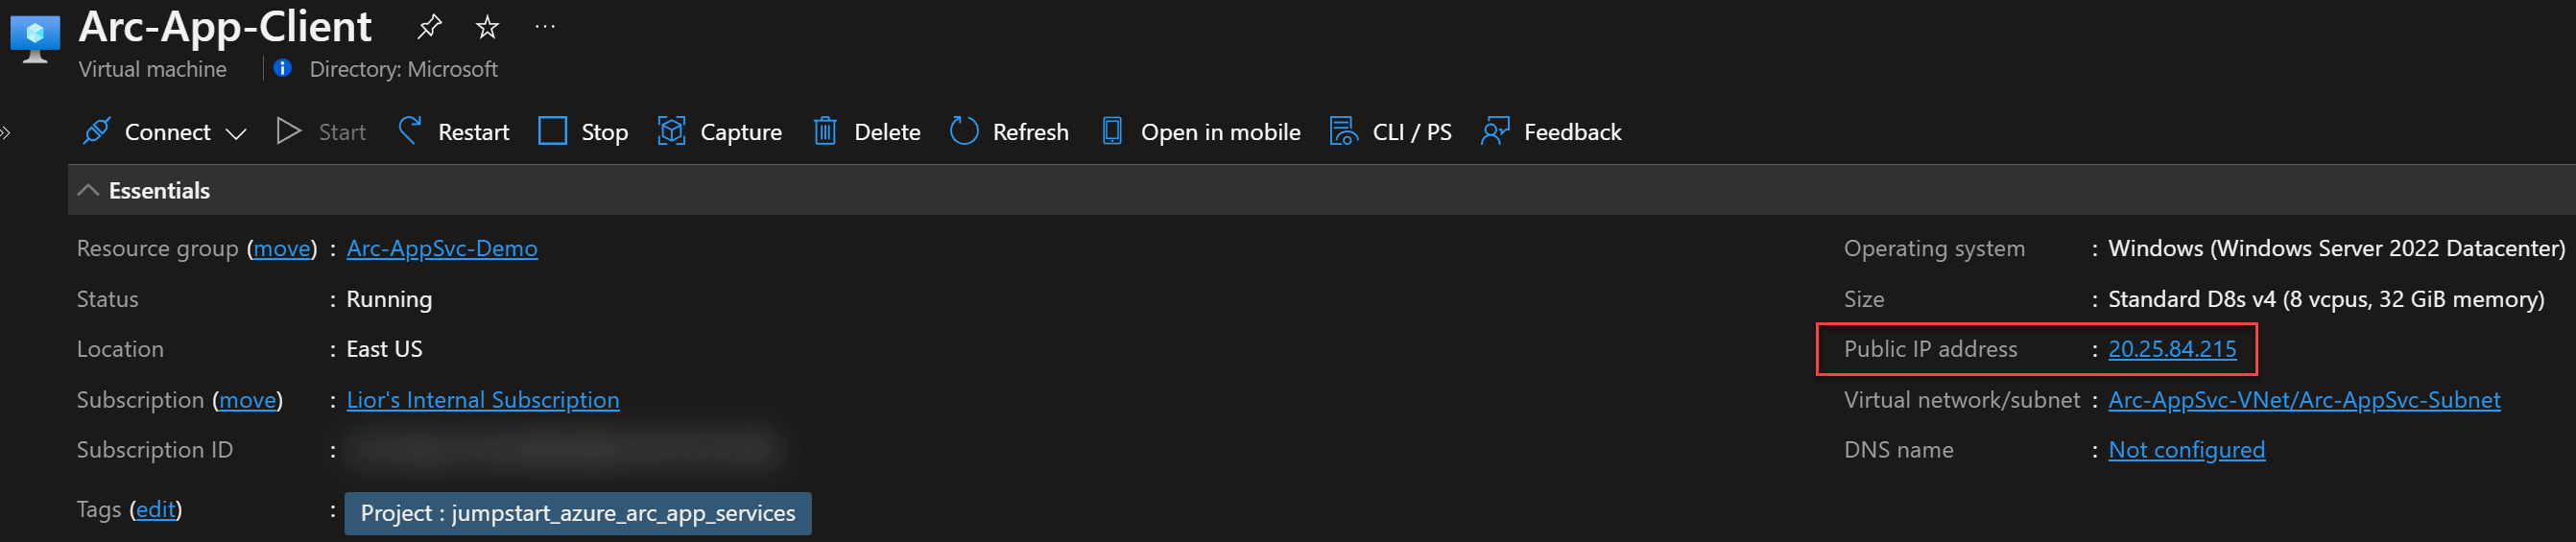 Arc-App-Client
Virtual machine
Directory: Microsoft
Connect Start Restart Stop Capture Delete Refresh Open in mobile CLI / PS Feedback
Essentials
Resource group (move) : Arc-AppSvc-Demo
Status : Running
Location : East US
Subscription (move) : Lior's Internal Subscription
Subscription ID :
Tags (edit) : Project : jumpstart_azure_arc_app_services
Operating system : Windows (Windows Server 2022 Datacenter)
Size : Standard D8s v4 (8 vcpus, 32 GiB memory)
Public IP address : 20.25.84.215
Virtual network/subnet : Arc-AppSvc-VNet/Arc-AppSvc-Subnet
DNS name : Not configured